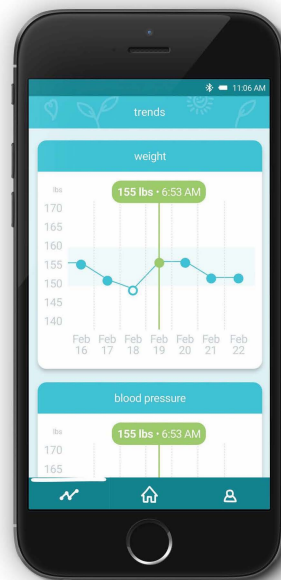 11:06 AM
trends
weight
lbs
155 lbs • 6:53 AM
170
165
160
155
150
145
140
Feb 16
Feb 17
Feb 18
Feb 19
Feb 20
Feb 21
Feb 22
blood pressure
lbs
155 lbs • 6:53 AM
170
165